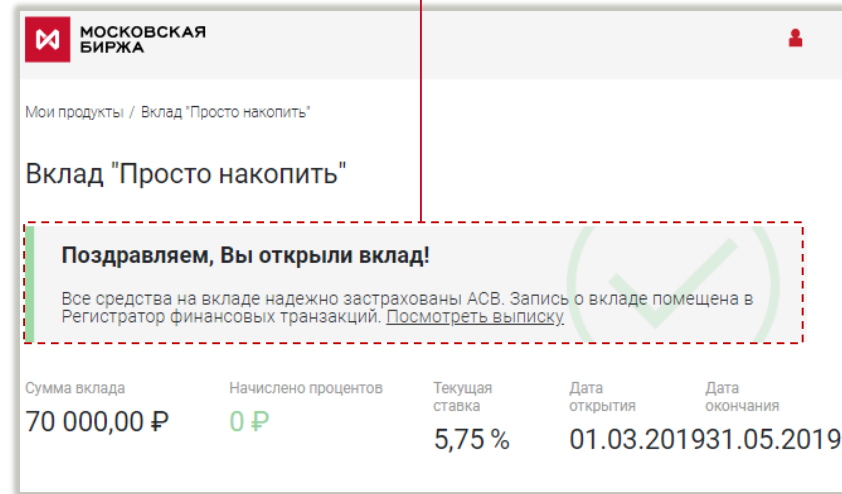 МОСКОВСКАЯ
БИРЖА
Мои продукты / Вклад "Просто накопить"
Вклад "Просто накопить"
Поздравляем, Вы открыли вклад!
Все средства на вкладе надежно застрахованы АСВ. Запись о вкладе помещена в
Регистратор финансовых транзакций. Посмотреть выписку
Сумма вклада
70 000,00 ₽
Начислено процентов
0 ₽
Текущая
ставка
5,75 %
Дата
открытия
01.03.2019
Дата
окончания
31.05.2019